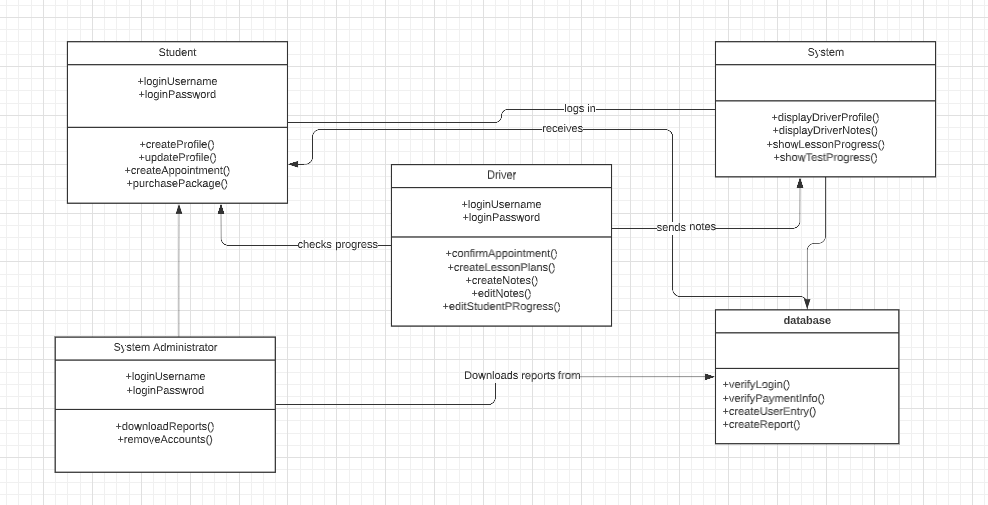 Student
+loginUsername
+loginPassword
+createProfile()
+updateProfile()
+createAppointment()
+purchasePackage()
System
+displayDriverProfile()
+displayDriverNotes()
+showLessonProgress()
+showTestProgress()
logs in
receives
Driver
+loginUsername
+loginPassword
+confirmAppointment()
+createLessonPlans()
+createNotes()
+editNotes()
+editStudentPRogress()
sends notes
checks progress
System Administrator
+loginUsername
+loginPasswrod
+downloadReports()
+removeAccounts()
Downloads reports from
database
+verifyLogin()
+verifyPaymentInfo()
+createUserEntry()
+createReport()